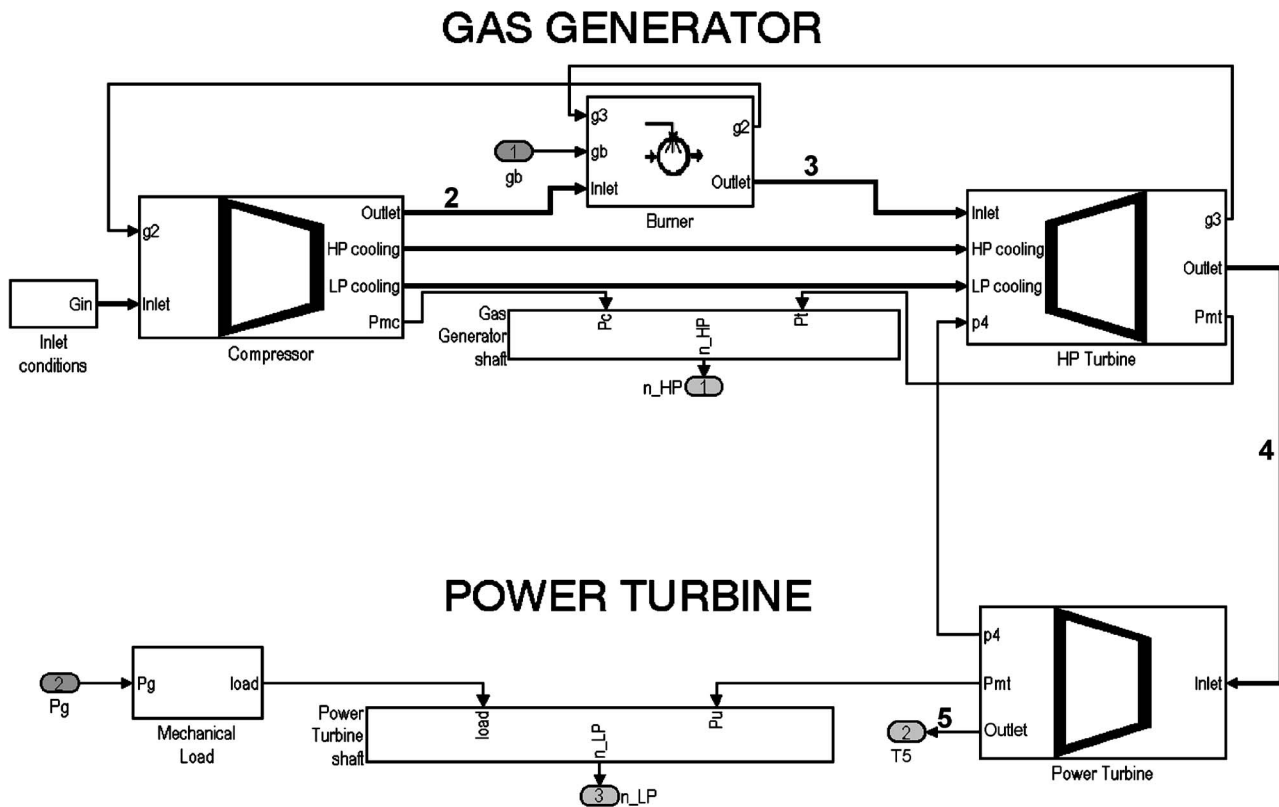 GAS GENERATOR
g3
g2
1
gb
gb
Inlet
Outlet
Burner
3
2
g2
Inlet
Outlet
HP cooling
LP cooling
Pmc
Compressor
Gin
Inlet
conditions
Inlet
HP cooling
LP cooling
p4
g3
Outlet
Pmt
HP Turbine
Gas
Generator
shaft
Pc
n_HP
Pt
n_HP
1
4
POWER TURBINE
2
Pg
Pg
load
Mechanical
Load
Power
Turbine
shaft
load
n_LP
Pu
3
n_LP
p4
Pmt
Outlet
Inlet
Power Turbine
5
2
T5